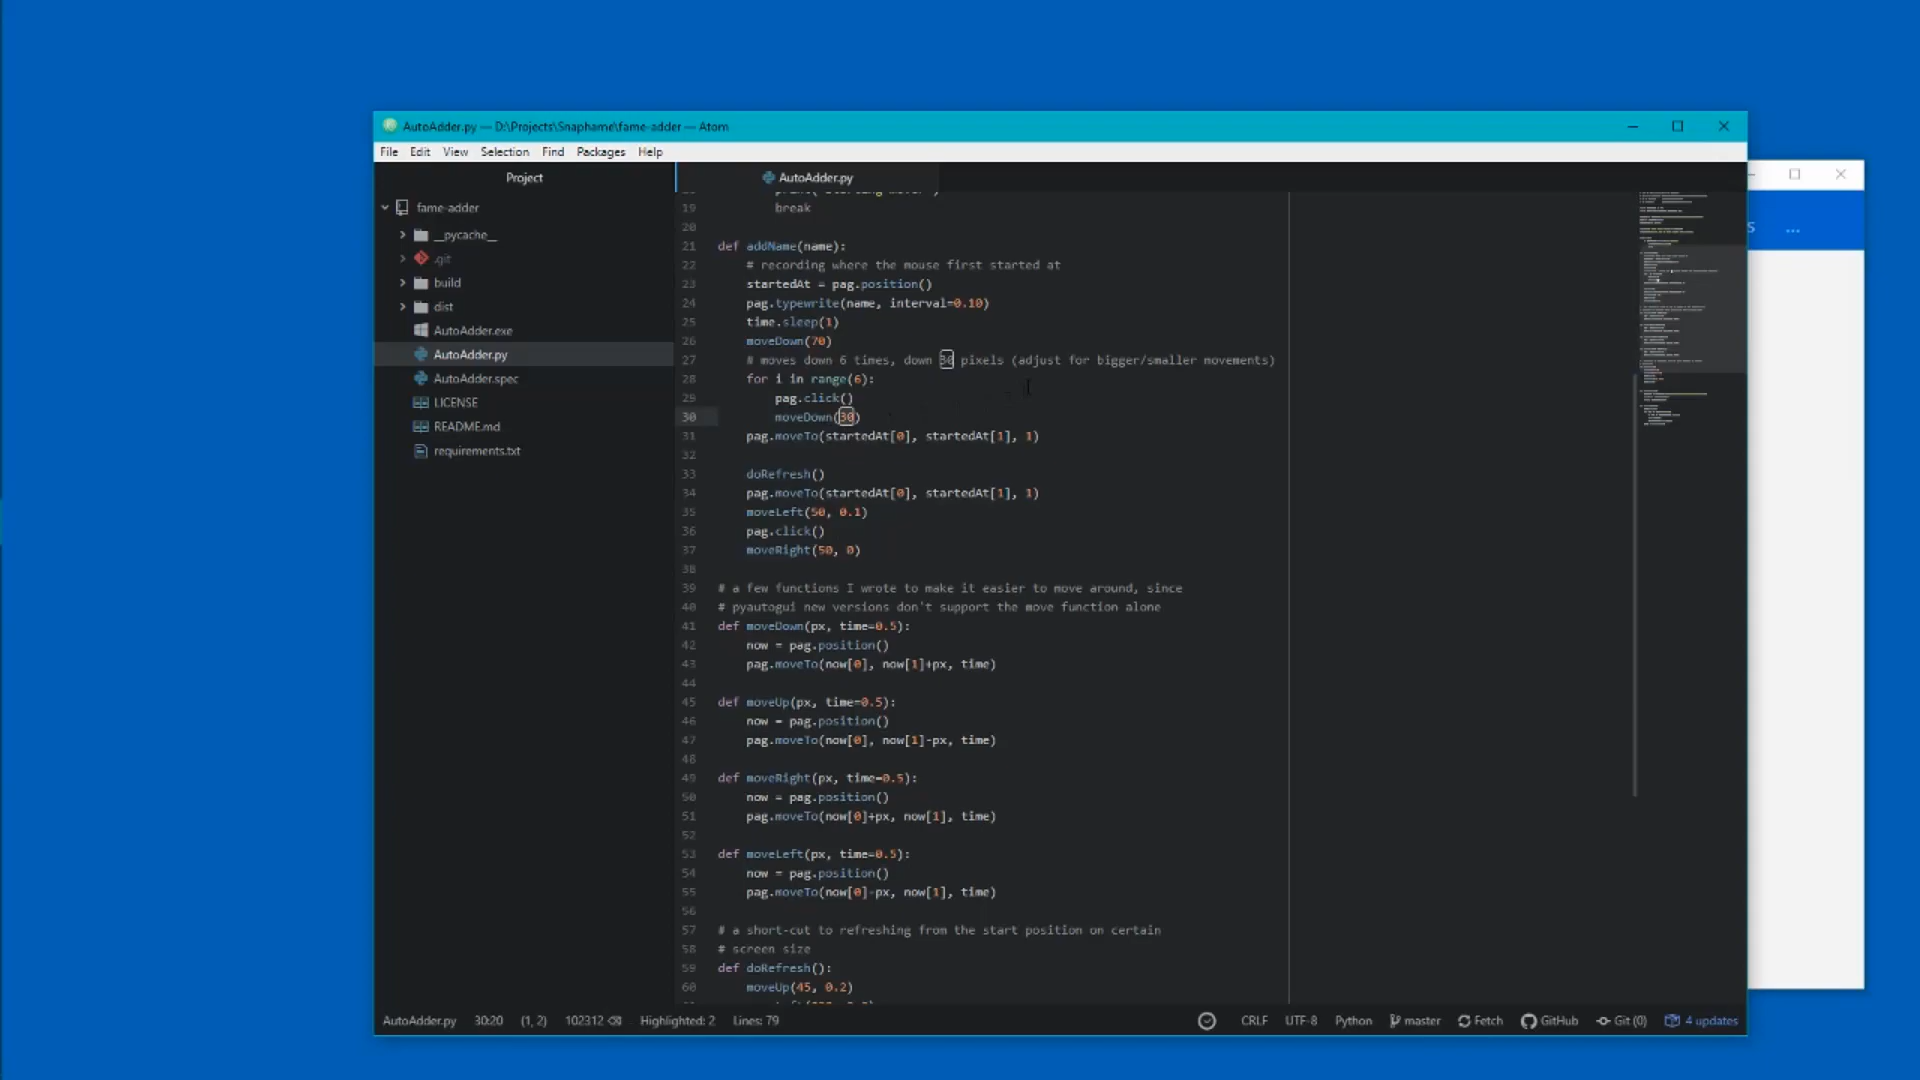 AutoAdder.py — D:\Projects\Snaphame\fame-adder — Atom
File Edit View Selection Find Packages Help
Project
AutoAdder.py
fame-adder
__pycache__
.git
build
dist
AutoAdder.exe
AutoAdder.py
AutoAdder.spec
LICENSE
README.md
requirements.txt
19 break
20
21 def addName(name):
22 # recording where the mouse first started at
23 startedAt = pag.position()
24 pag.typewrite(name, interval=0.10)
25 time.sleep(1)
26 moveDown(70)
27 # moves down 6 times, down 30 pixels (adjust for bigger/smaller movements)
28 for i in range(6):
29 pag.click()
30 moveDown(30)
31 pag.moveTo(startedAt[0], startedAt[1], 1)
32
33 doRefresh()
34 pag.moveTo(startedAt[0], startedAt[1], 1)
35 moveLeft(50, 0.1)
36 pag.click()
37 moveRight(50, 0)
38
39 # a few functions I wrote to make it easier to move around, since
40 # pyautogui new versions don't support the move function alone
41 def moveDown(px, time=0.5):
42 now = pag.position()
43 pag.moveTo(now[0], now[1]+px, time)
44
45 def moveUp(px, time=0.5):
46 now = pag.position()
47 pag.moveTo(now[0], now[1]-px, time)
48
49 def moveRight(px, time=0.5):
50 now = pag.position()
51 pag.moveTo(now[0]+px, now[1], time)
52
53 def moveLeft(px, time=0.5):
54 now = pag.position()
55 pag.moveTo(now[0]-px, now[1], time)
56
57 # a short-cut to refreshing from the start position on certain
58 # screen size
59 def doRefresh():
60 moveUp(45, 0.2)
s ...
AutoAdder.py 30:20 (1, 2) 102312 Highlighted: 2 Lines: 79 CRLF UTF-8 Python master Fetch GitHub Git (0) 4 updates